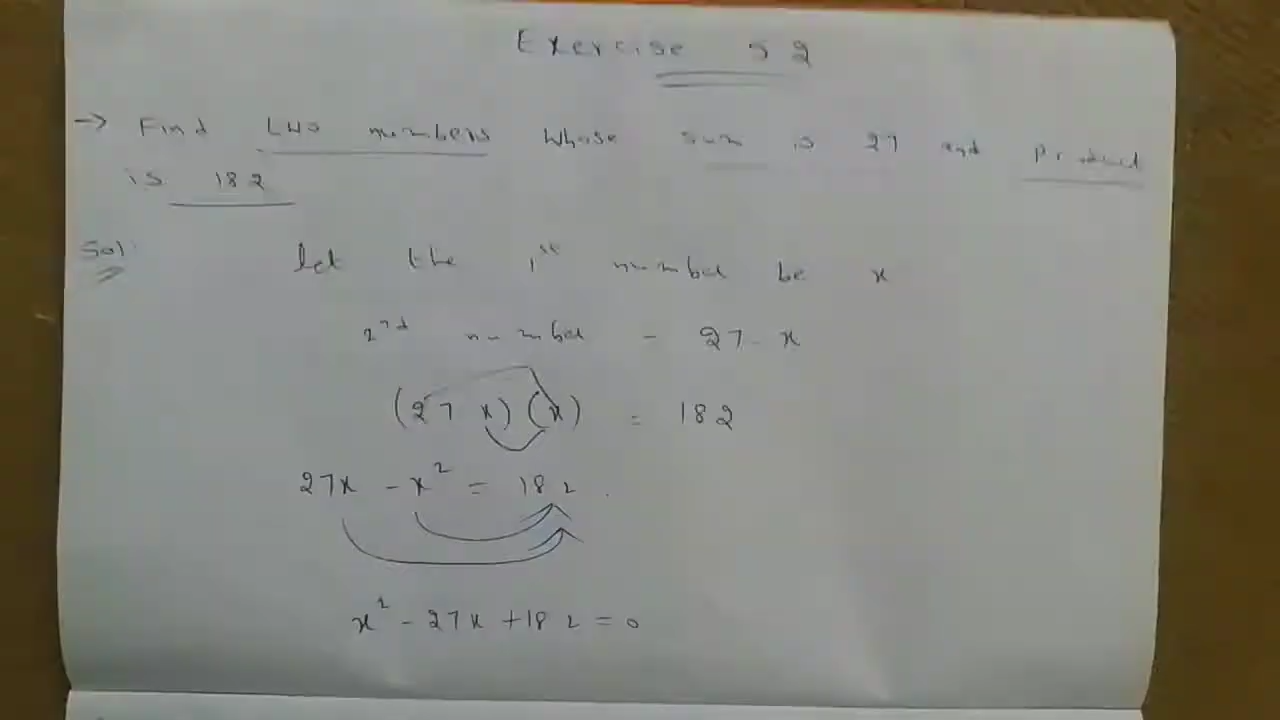 Exercise 5 2
→ Find two numbers whose sum is 27 and product
is 182
Sol:
let the 1st number be x
2nd number - 27-x
(27 x)(x) = 182
27x - x² = 182.
x² - 27x + 182 = 0